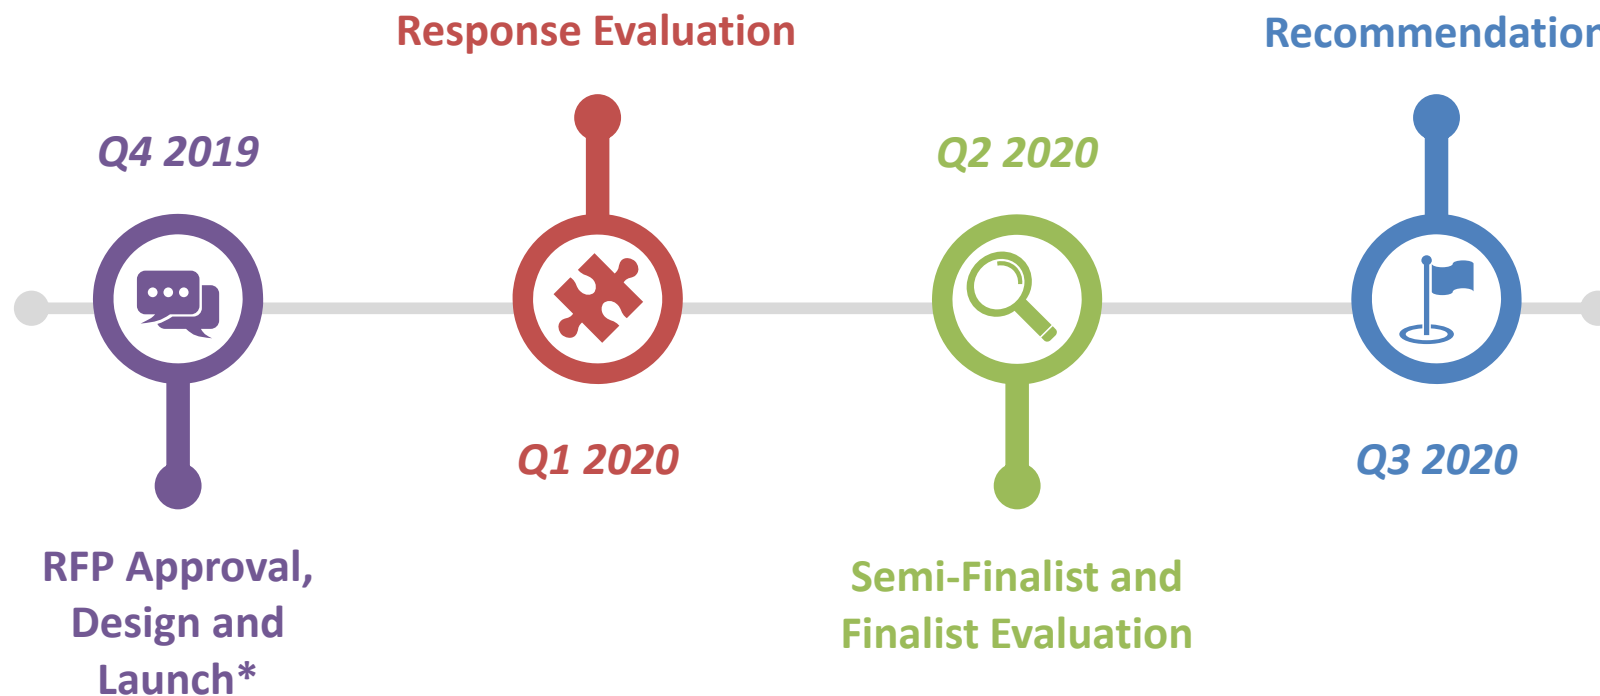 Response Evaluation
Recommendation
Q4 2019
Q2 2020
Q1 2020
Q3 2020
RFP Approval,
Design and
Launch*
Semi-Finalist and
Finalist Evaluation